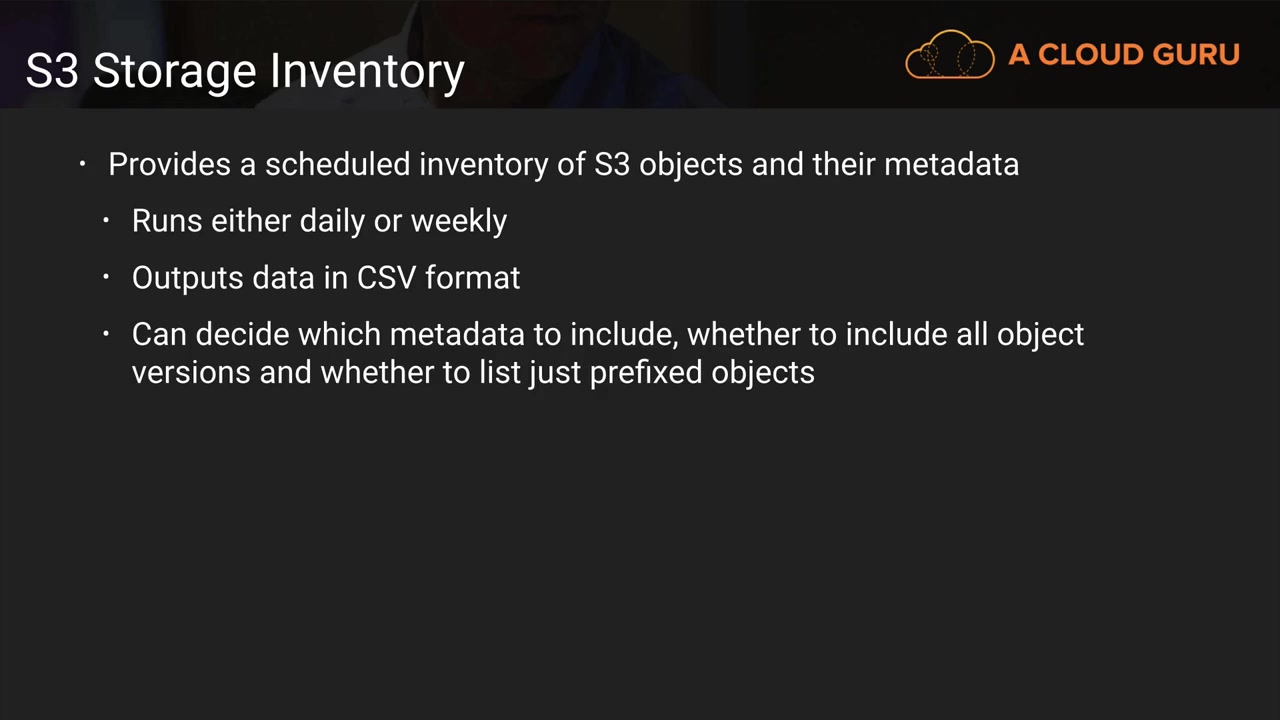 S3 Storage Inventory
A CLOUD GURU
• Provides a scheduled inventory of S3 objects and their metadata
• Runs either daily or weekly
• Outputs data in CSV format
• Can decide which metadata to include, whether to include all object
versions and whether to list just prefixed objects